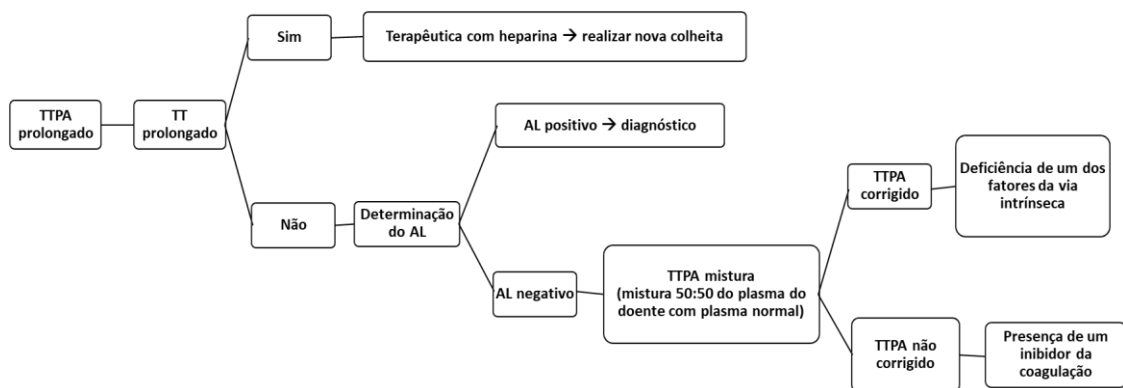 Sim
Terapêutica com heparina → realizar nova colheita
TTPA
prolongado
TT
prolongado
AL positivo → diagnóstico
Não
Determinação
do AL
AL negativo
TTPA mistura
(mistura 50:50 do plasma do
doente com plasma normal)
TTPA
corrigido
Deficiência de um dos
fatores da via
intrínseca
TTPA não
corrigido
Presença de um
inibidor da
coagulação